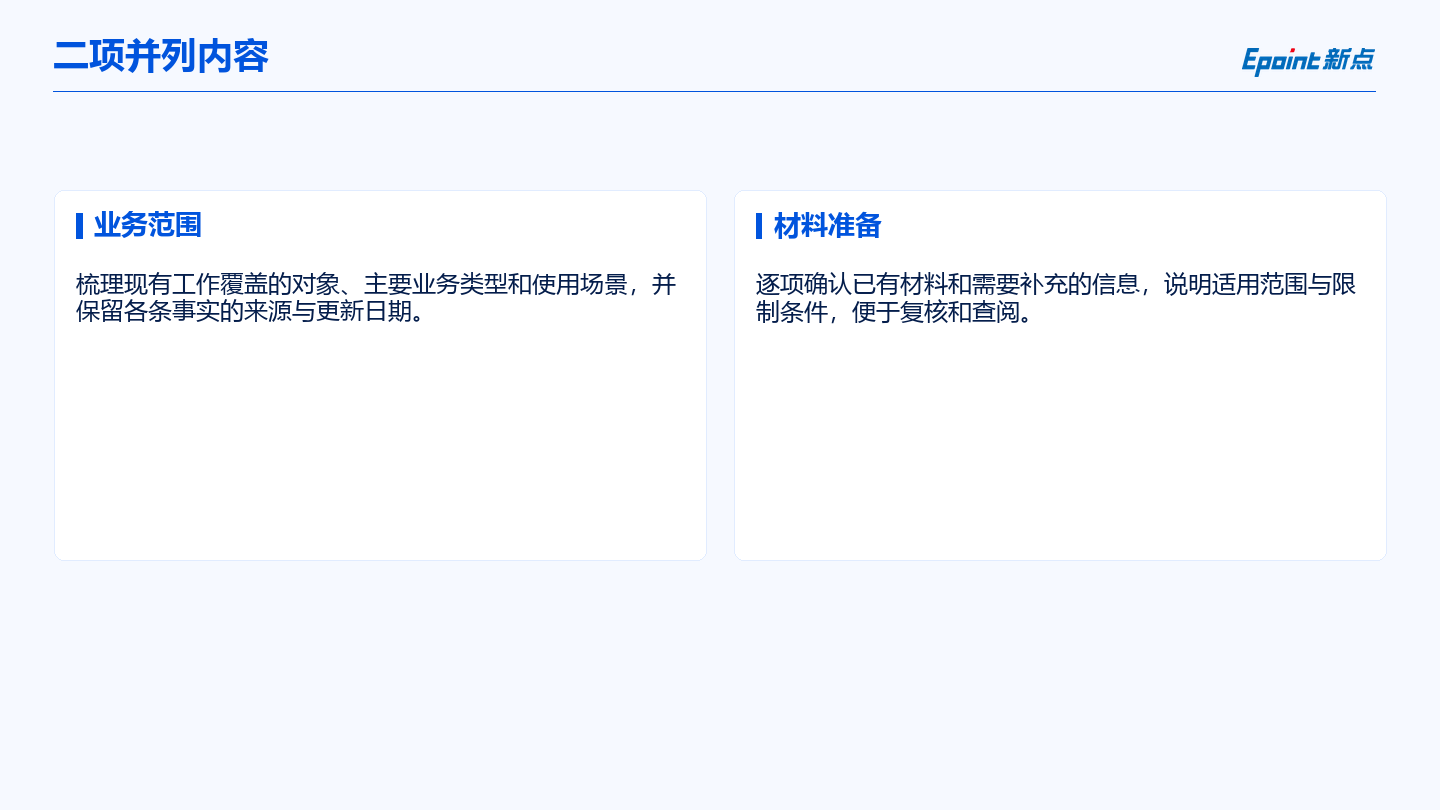 二项并列内容
Epoint新点
业务范围
梳理现有工作覆盖的对象、主要业务类型和使用场景，并
保留各条事实的来源与更新日期。
材料准备
逐项确认已有材料和需要补充的信息，说明适用范围与限
制条件，便于复核和查阅。